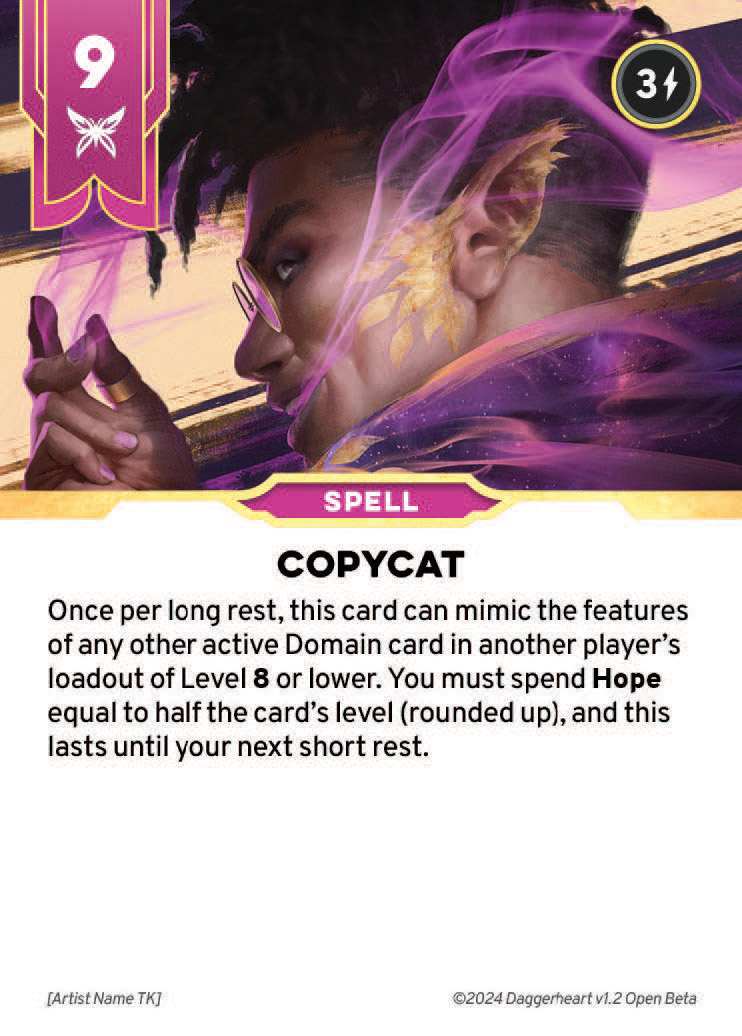 9
3
SPELL
COPYCAT
Once per long rest, this card can mimic the features
of any other active Domain card in another player's
loadout of Level 8 or lower. You must spend Hope
equal to half the card's level (rounded up), and this
lasts until your next short rest.
[Artist Name TK]
©2024 Daggerheart v1.2 Open Beta